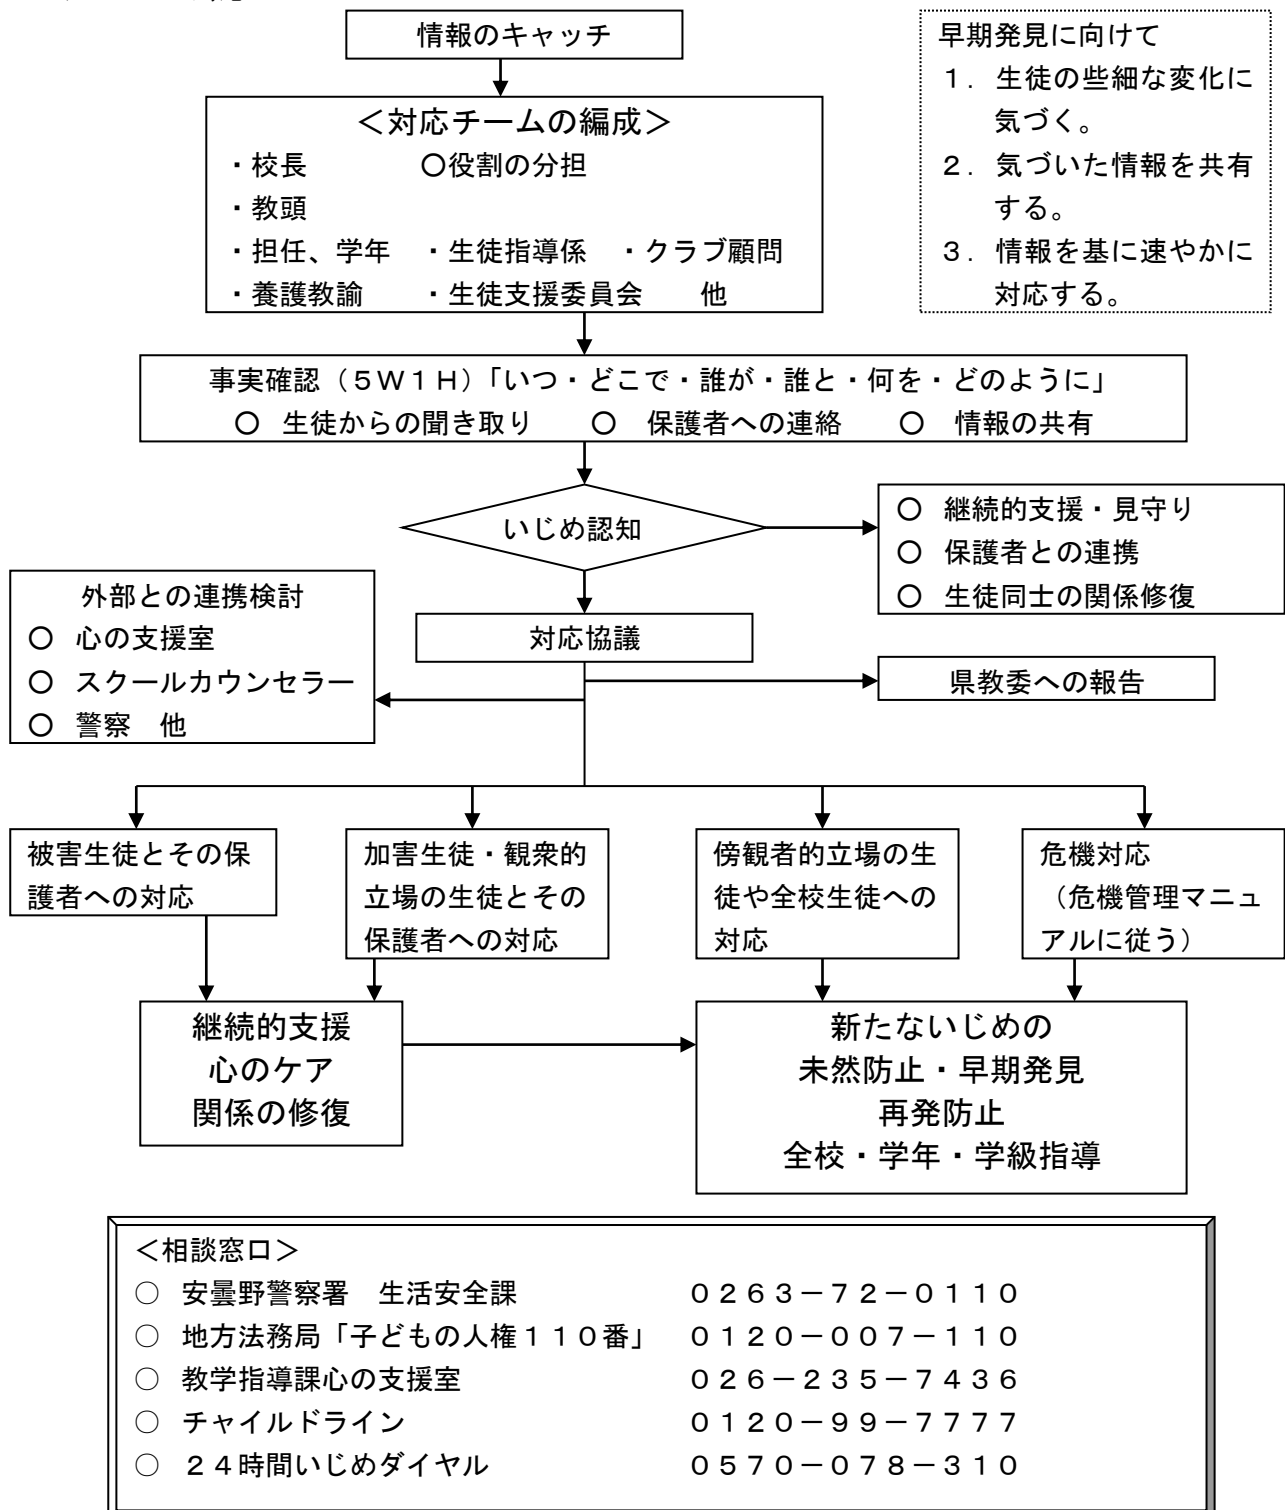 情報のキャッチ
早期発見に向けて
１．生徒の些細な変化に
気づく。
２．気づいた情報を共有
する。
３．情報を基に速やかに
対応する。
＜対応チームの編成＞
・校長　〇役割の分担
・教頭
・担任、学年　・生徒指導係　・クラブ顧問
・養護教諭　・生徒支援委員会　他
事実確認（５Ｗ１Ｈ）「いつ・どこで・誰が・誰と・何を・どのように」
〇　生徒からの聞き取り　〇　保護者への連絡　〇　情報の共有
いじめ認知
〇　継続的支援・見守り
〇　保護者との連携
〇　生徒同士の関係修復
外部との連携検討
〇　心の支援室
〇　スクールカウンセラー
〇　警察　他
対応協議
県教委への報告
被害生徒とその保
護者への対応
加害生徒・観衆的
立場の生徒とその
保護者への対応
傍観者的立場の生
徒や全校生徒への
対応
危機対応
（危機管理マニュ
アルに従う）
継続的支援
心のケア
関係の修復
新たないじめの
未然防止・早期発見
再発防止
全校・学年・学級指導
＜相談窓口＞
○　安曇野警察署　生活安全課　０２６３－７２－０１１０
○　地方法務局「子どもの人権１１０番」　０１２０－００７－１１０
○　教学指導課心の支援室　０２６－２３５－７４３６
○　チャイルドライン　０１２０－９９－７７７７
○　２４時間いじめダイヤル　０５７０－０７８－３１０